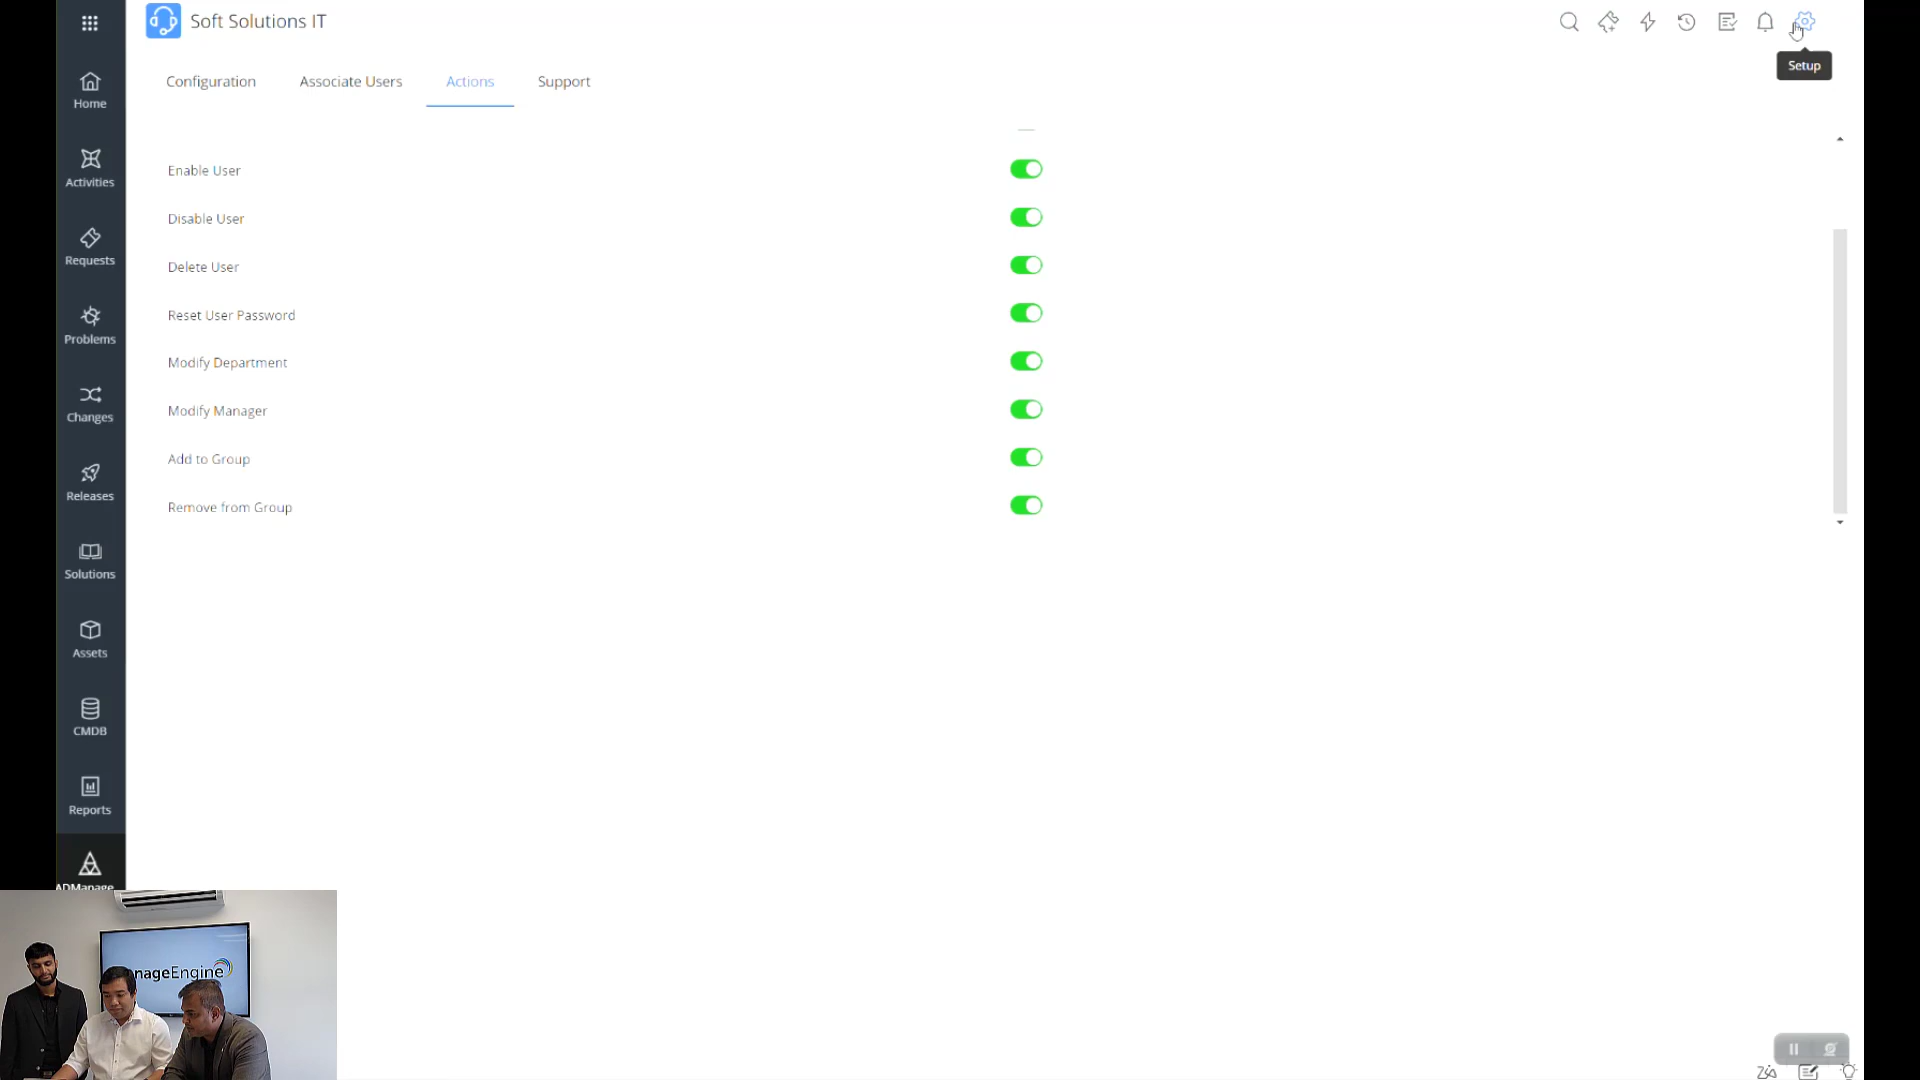 Soft Solutions IT
Setup
Configuration
Associate Users
Actions
Support
Home
Activities
Requests
Problems
Changes
Releases
Solutions
Assets
CMDB
Reports
ADManage
Enable User
Disable User
Delete User
Reset User Password
Modify Department
Modify Manager
Add to Group
Remove from Group
nageEngine